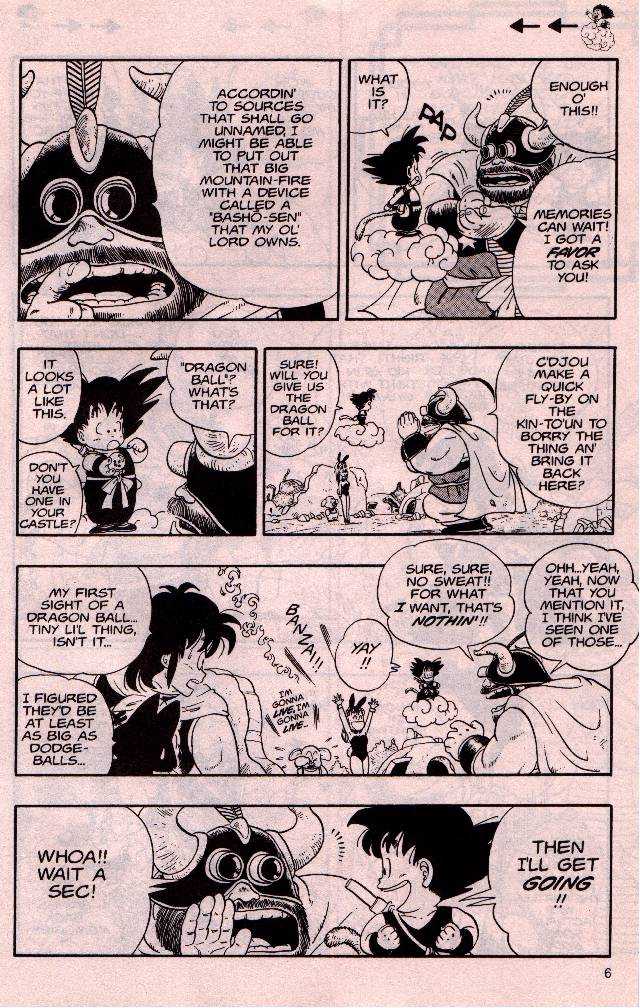 ENOUGH
O'
THIS!!
WHAT
IS
IT?
PAP
MEMORIES
CAN WAIT!
I GOT A
FAVOR
TO ASK
YOU!
ACCORDIN'
TO SOURCES
THAT SHALL GO
UNNAMED, I
MIGHT BE ABLE
TO PUT OUT
THAT BIG
MOUNTAIN-FIRE
WITH A DEVICE
CALLED A
"BASHŌ-SEN"
THAT MY OL'
LORD OWNS.
C'DJOU
MAKE A
QUICK
FLY-BY ON
THE
KIN-TO'UN TO
BORRY THE
THING AN'
BRING IT
BACK
HERE?
SURE!
WILL YOU
GIVE US
THE
DRAGON
BALL
FOR IT?
"DRAGON
BALL"?
WHAT'S
THAT?
IT
LOOKS
A LOT
LIKE
THIS.
DON'T
YOU
HAVE
ONE IN
YOUR
CASTLE?
OHH...YEAH,
YEAH, NOW
THAT YOU
MENTION IT,
I THINK I'VE
SEEN ONE
OF THOSE...
SURE, SURE,
NO SWEAT!!
FOR WHAT
I WANT, THAT'S
NOTHIN'!!
YAY
!!
BANZAI!!!
I'M
GONNA
LIVE, I'M
GONNA
LIVE...
MY FIRST
SIGHT OF A
DRAGON BALL...
TINY LI'L THING,
ISN'T IT...
I FIGURED
THEY'D BE
AT LEAST
AS BIG AS
DODGE-
BALLS...
THEN
I'LL GET
GOING
!!
WHOA!!
WAIT A
SEC!
6